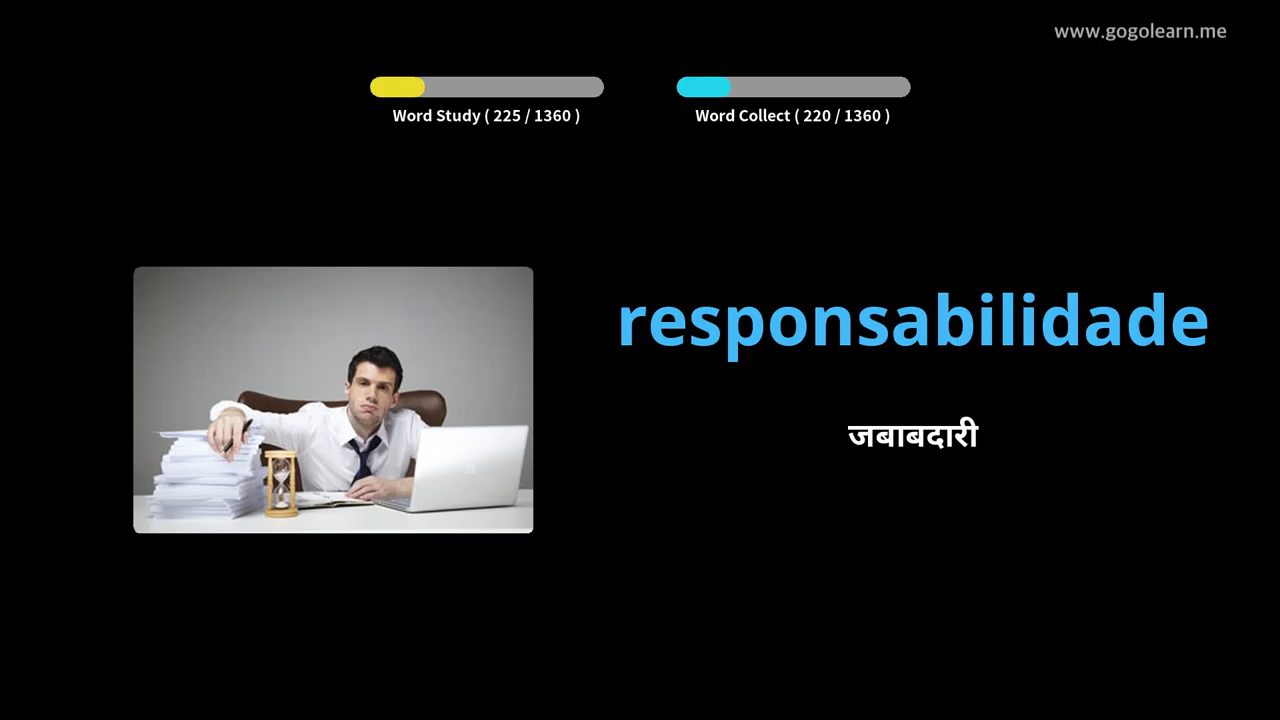 www.gogolearn.me
Word Study ( 225 / 1360 )
Word Collect ( 220 / 1360 )
responsabilidade
जबाबदारी